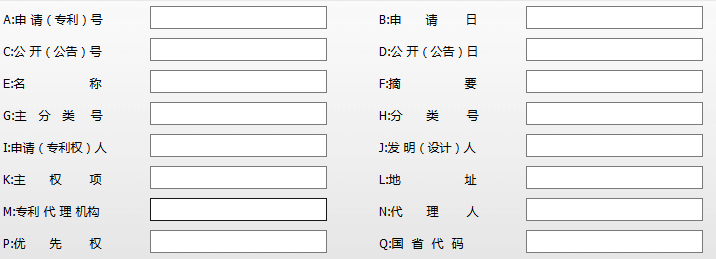 A:申请(专利)号 B:申请日
C:公开(公告)号 D:公开(公告)日
E:名称 F:摘要
G:主分类号 H:分类号
I:申请(专利权)人 J:发明(设计)人
K:主权项 L:地址
M:专利代理机构 N:代理人
P:优先权 Q:国省代码